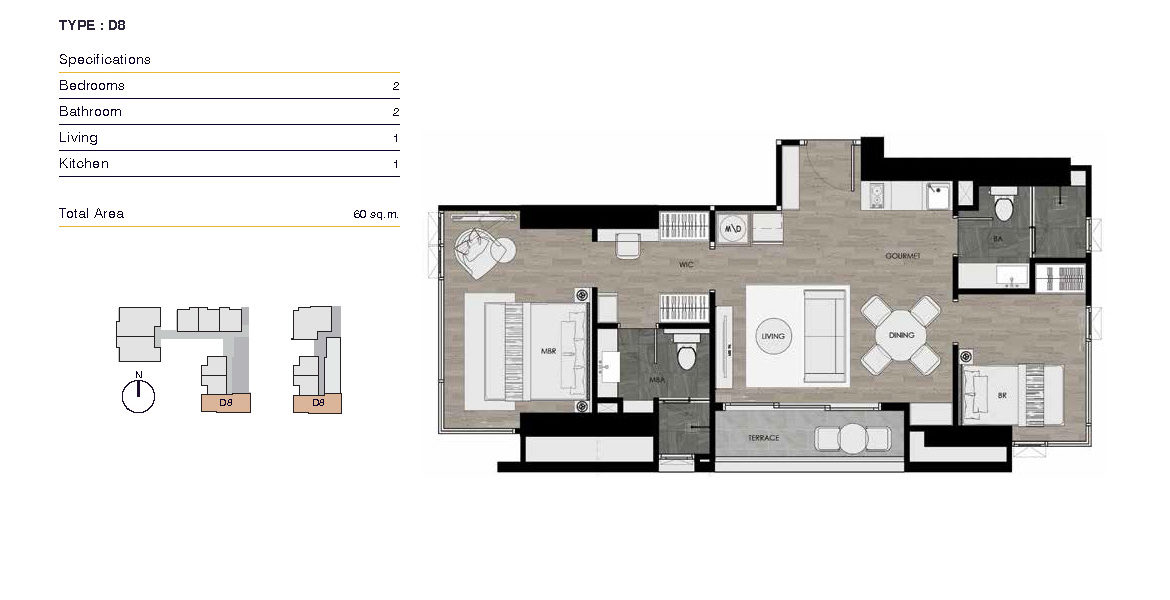 TYPE : D8
Specifications
Bedrooms 2
Bathroom 2
Living 1
Kitchen 1
Total Area 60 sq.m.
N
D8
D8
M\D
WIC
GOURMET
BA
MBR
LIVING
DINING
MBA
BR
TERRACE